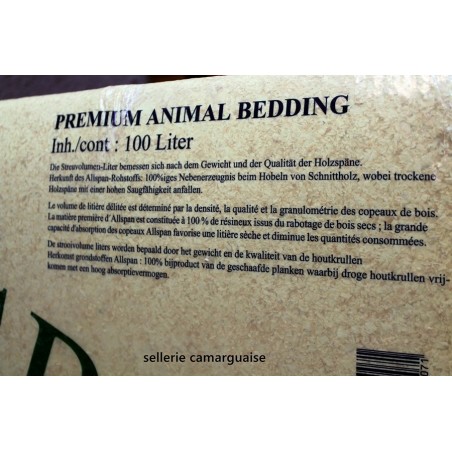 PREMIUM ANIMAL BEDDING
Inh./cont : 100 Liter
Die Streuvolumen-Liter bemessen sich nach dem Gewicht und der Qualität der Holzspäne.
Herkunft des Allspan-Rohstoffs: 100%iges Nebenerzeugnis beim Hobeln von Schnittholz, wobei trockene
Holzspäne mit einer hohen Saugfähigkeit anfallen.
Le volume de litière délitée est déterminé par la densité, la qualité et la granulométrie des copeaux de bois.
La matière première d'Allspan est constituée à 100 % de résineux issus du rabotage de bois secs ; la grande
capacité d'absorption des copeaux Allspan favorise une litière sèche et diminue les quantités consommées.
De strooivolume liters worden bepaald door het gewicht en de kwaliteit van de houtkrullen
Herkomst grondstoffen Allspan : 100% bijproduct van de geschaafde planken waarbij droge houtkrullen vrij-
komen met een hoog absorptievermogen.
sellerie camarguaise
071